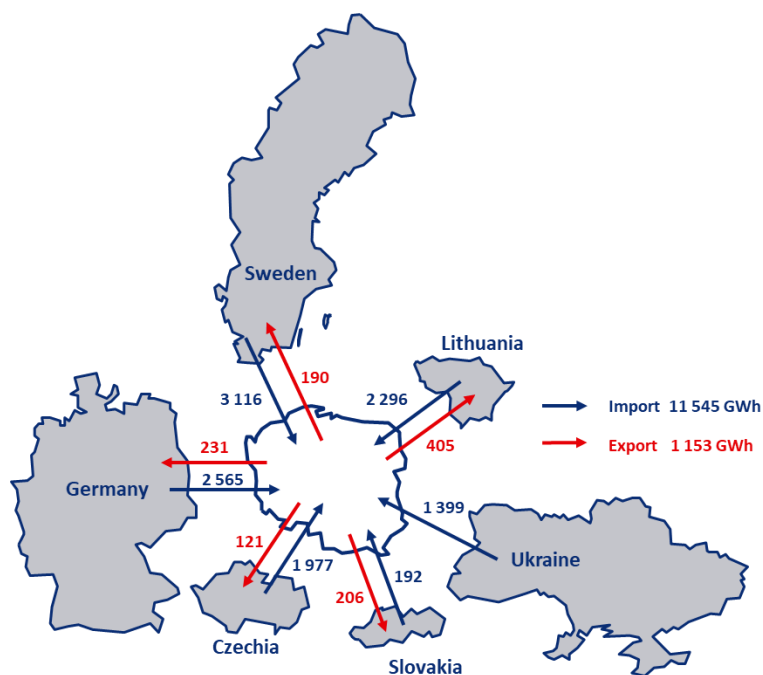 Sweden
Lithuania
3 116
190
2 296
405
Import 11 545 GWh
Export 1 153 GWh
231
Germany
2 565
1 399
Ukraine
121
1 977
192
206
Czechia
Slovakia